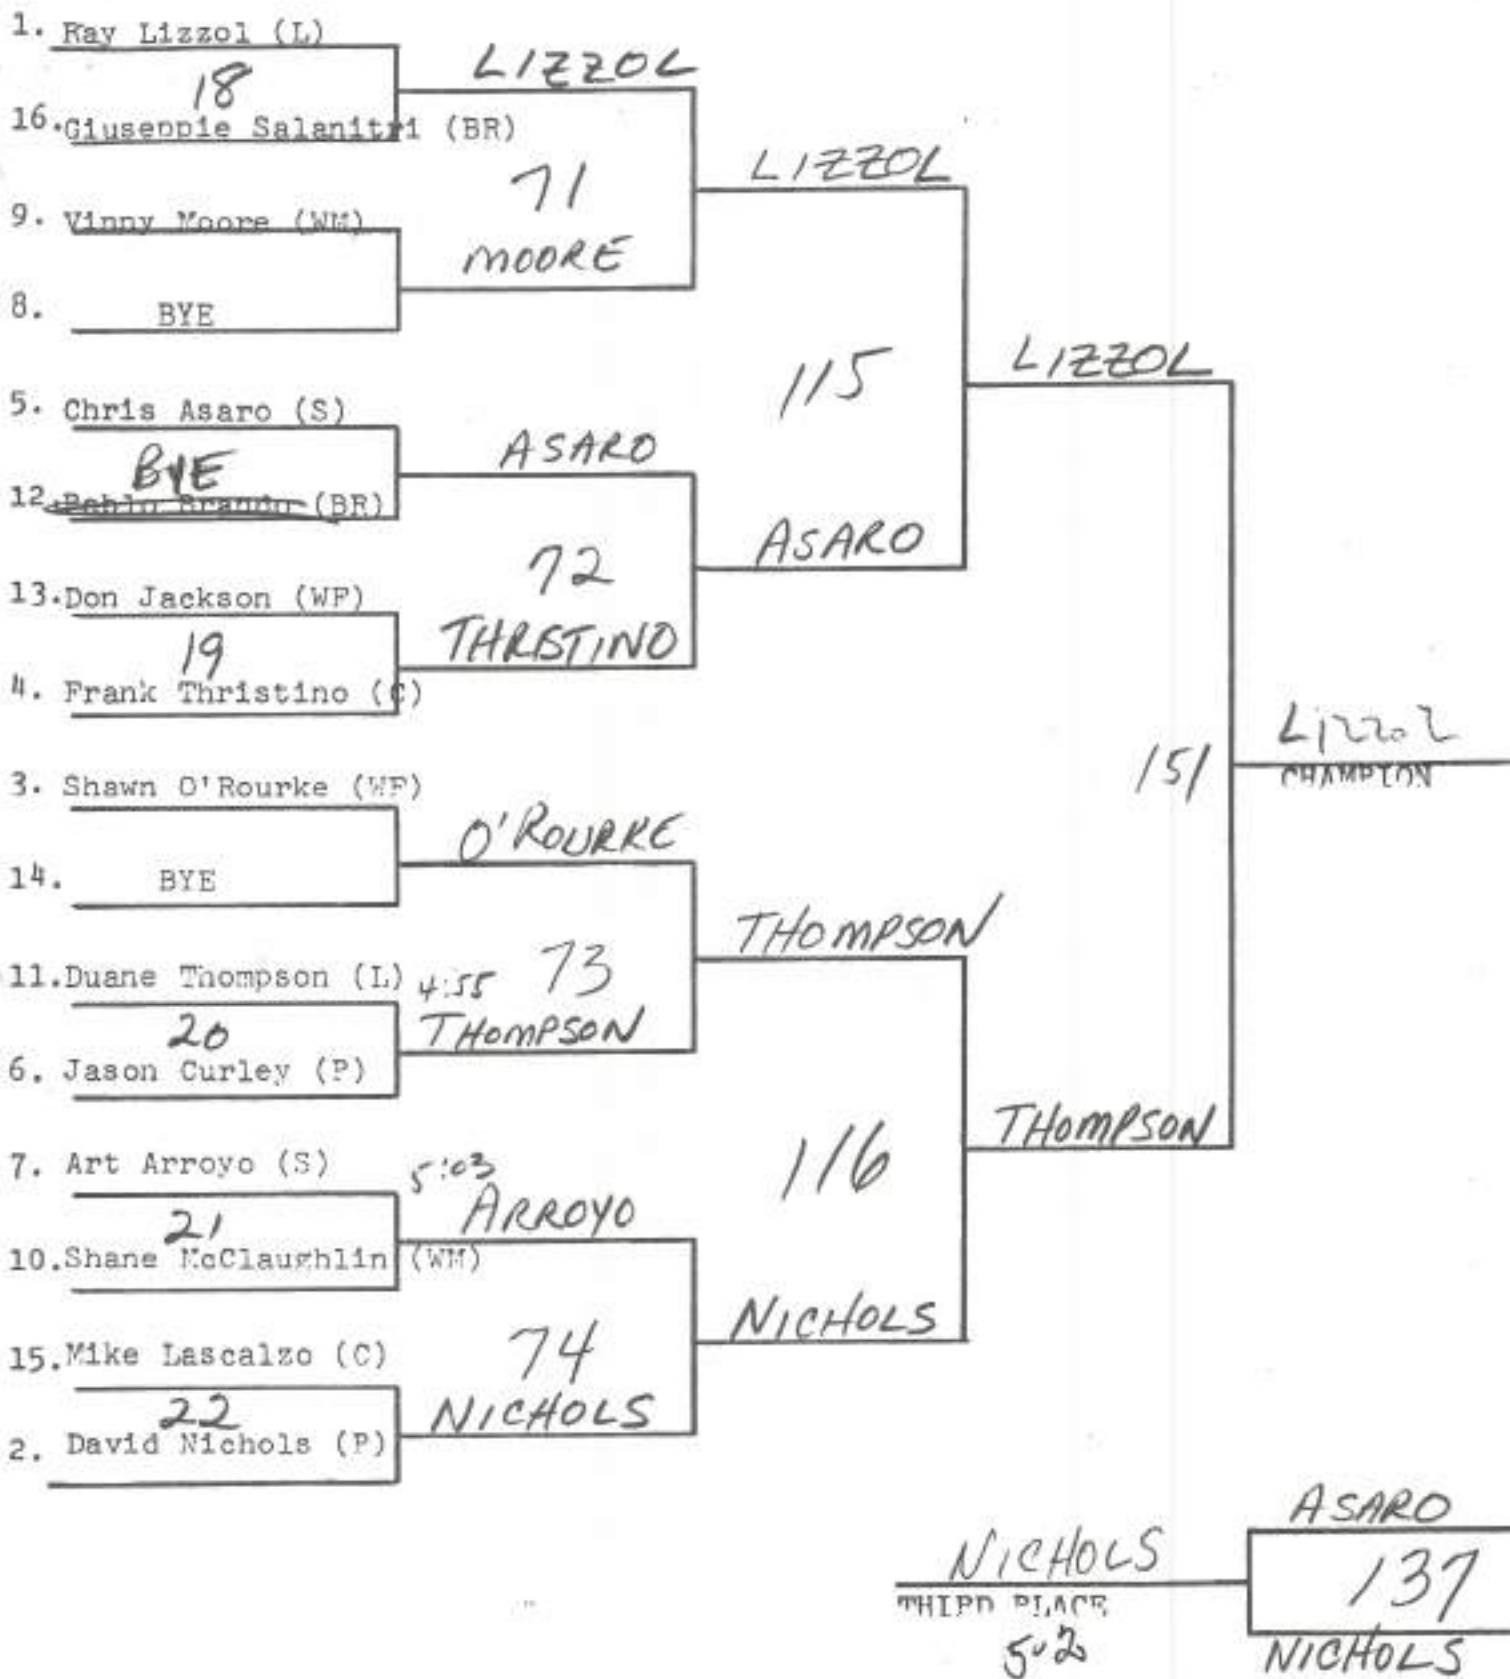 1. Ray Lizzol (L)
18
16. Giuseppie Salanitri (BR)
9. Vinny Moore (WM)
8. BYE
5. Chris Asaro (S)
BYE
12. Pablo Brando (BR)
13. Don Jackson (WF)
19
4. Frank Thristino (C)
3. Shawn O'Rourke (WF)
14. BYE
11. Duane Thompson (L)
20
6. Jason Curley (P)
7. Art Arroyo (S)
21
10. Shane McClaughlin (WM)
15. Mike Lascalzo (C)
22
2. David Nichols (P)
LIZZOL
71
MOORE
ASARO
72
THRISTINO
O'ROURKE
73
4:55
THOMPSON
5:03
ARROYO
74
NICHOLS
LIZZOL
115
ASARO
THOMPSON
116
NICHOLS
LIZZOL
151
THOMPSON
Lizzol
CHAMPION
ASARO
137
NICHOLS
NICHOLS
THIRD PLACE